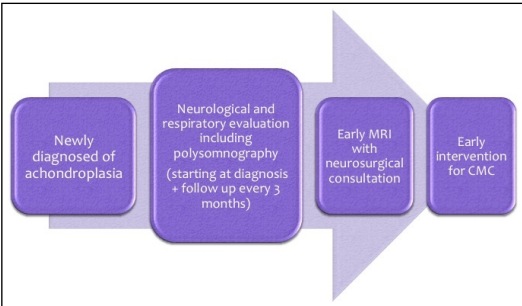 Newly
diagnosed of
achondroplasia
Neurological and
respiratory evaluation
including
polysomnography
(starting at diagnosis
+ follow up every 3
months)
Early MRI
with
neurosurgical
consultation
Early
intervention
for CMC